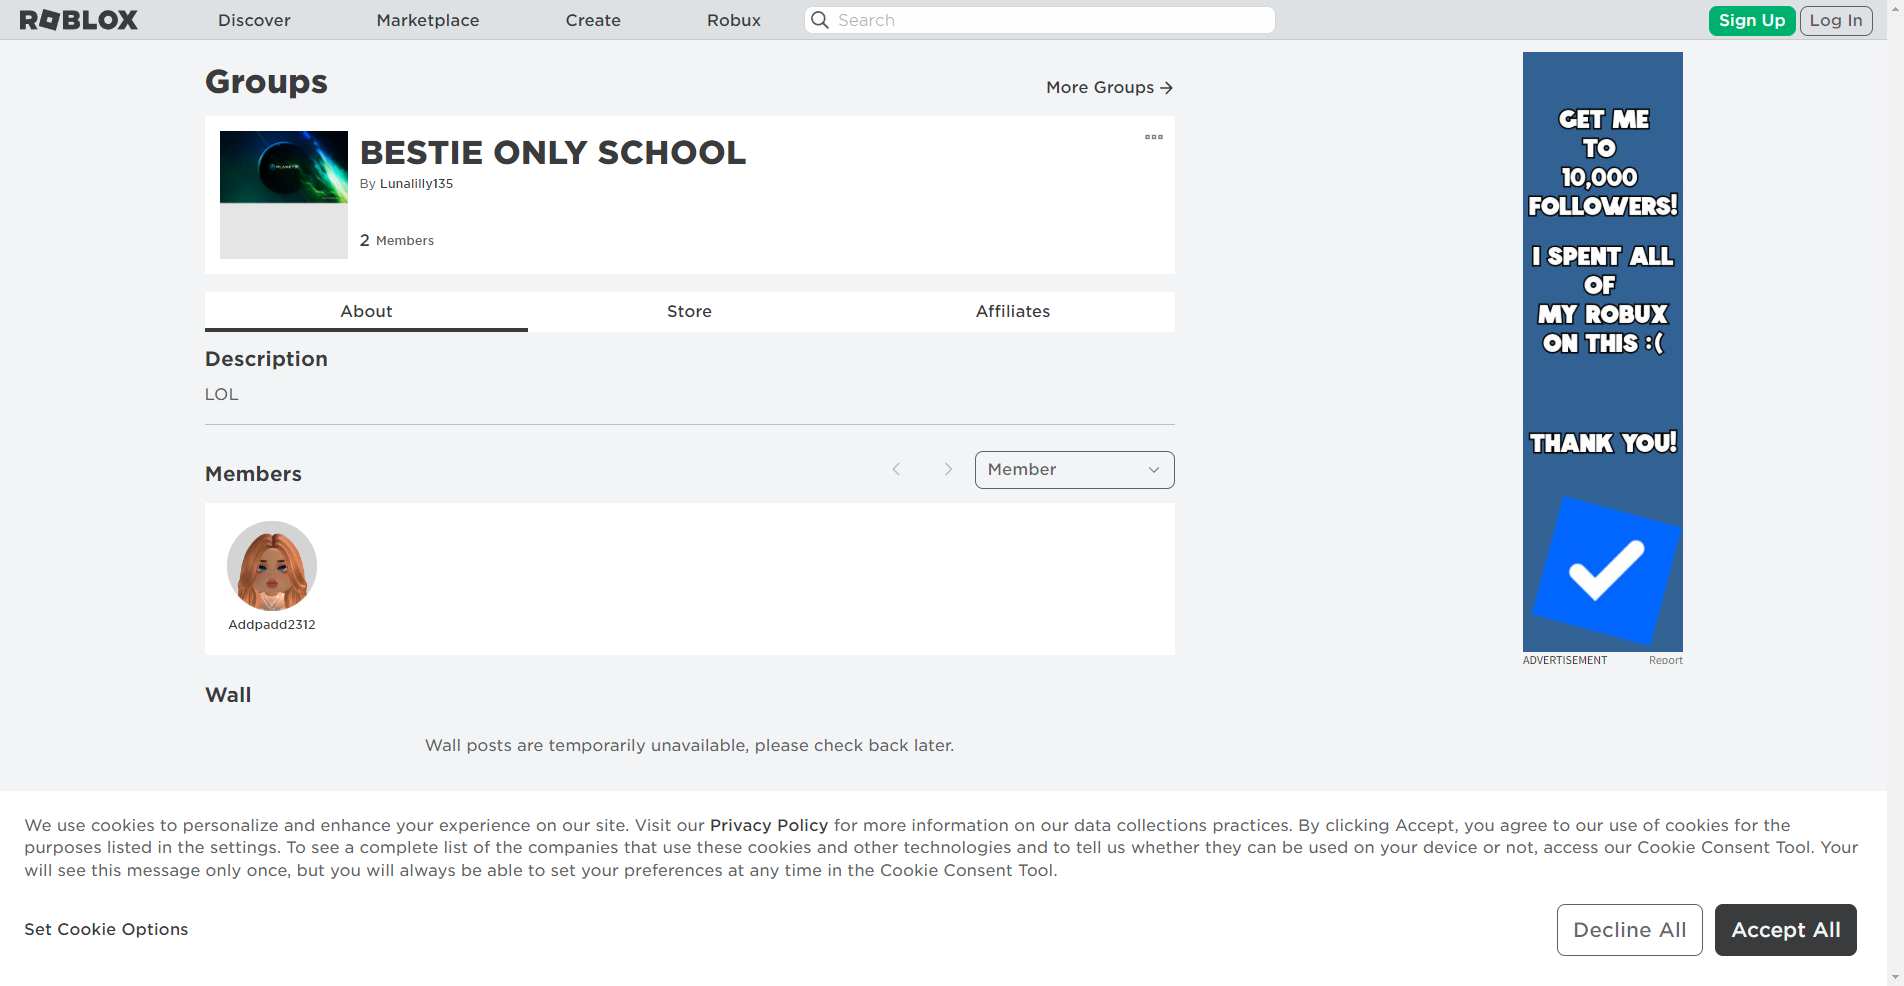 ROBLOX
Discover
Marketplace
Create
Robux
Search
Sign Up
Log In
Groups
More Groups
BESTIE ONLY SCHOOL
By Lunalilly135
2 Members
About
Store
Affiliates
Description
LOL
Members
Member
Addpadd2312
Wall
Wall posts are temporarily unavailable, please check back later.
GET ME
TO
10,000
FOLLOWERS!
I SPENT ALL
OF
MY ROBUX
ON THIS :(
THANK YOU!
ADVERTISEMENT
Report
We use cookies to personalize and enhance your experience on our site. Visit our Privacy Policy for more information on our data collections practices. By clicking Accept, you agree to our use of cookies for the
purposes listed in the settings. To see a complete list of the companies that use these cookies and other technologies and to tell us whether they can be used on your device or not, access our Cookie Consent Tool. Your
will see this message only once, but you will always be able to set your preferences at any time in the Cookie Consent Tool.
Set Cookie Options
Decline All
Accept All